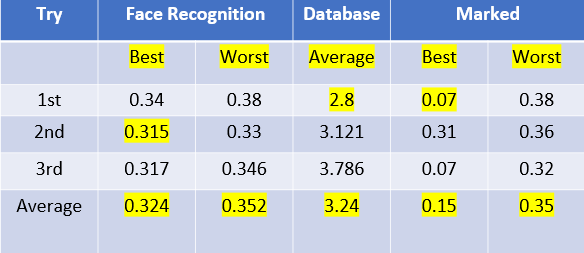 Try Face Recognition Database Marked
Best Worst Average Best Worst
1st 0.34 0.38 2.8 0.07 0.38
2nd 0.315 0.33 3.121 0.31 0.36
3rd 0.317 0.346 3.786 0.07 0.32
Average 0.324 0.352 3.24 0.15 0.35